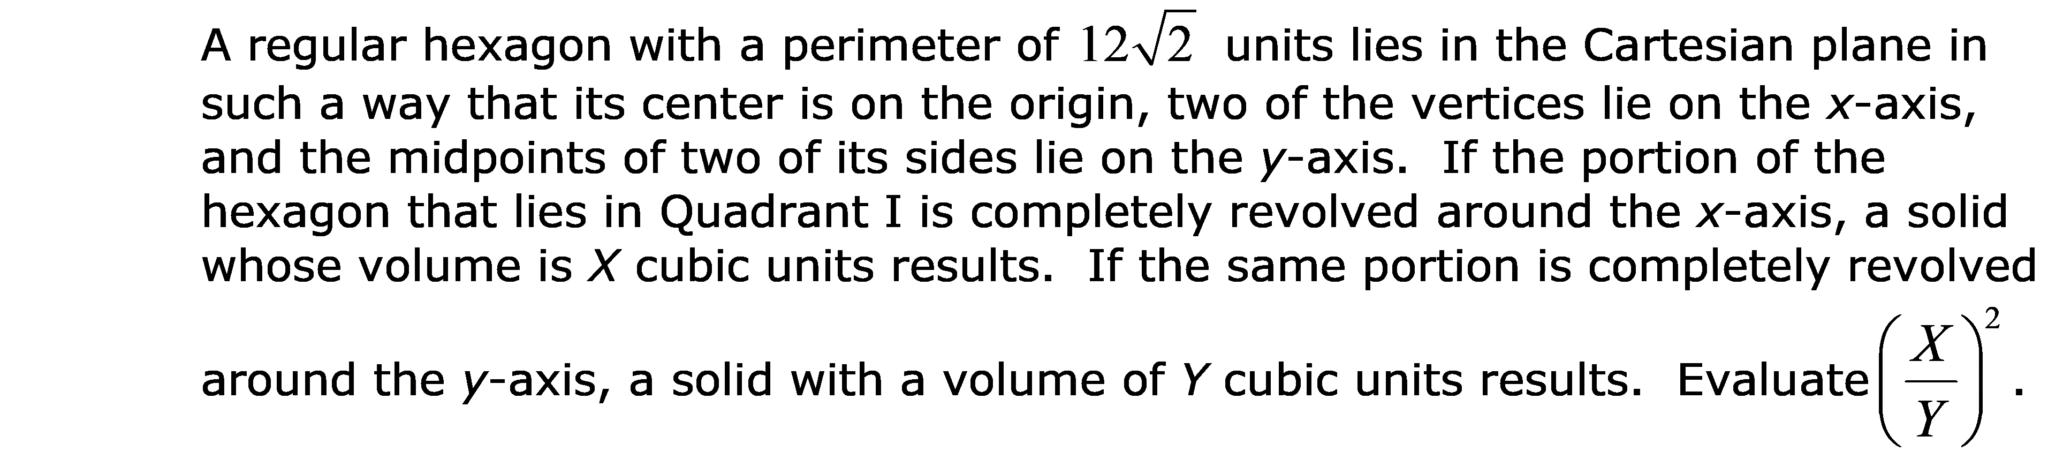 A regular hexagon with a perimeter of 12√2 units lies in the Cartesian plane in
such a way that its center is on the origin, two of the vertices lie on the x-axis,
and the midpoints of two of its sides lie on the y-axis. If the portion of the
hexagon that lies in Quadrant I is completely revolved around the x-axis, a solid
whose volume is X cubic units results. If the same portion is completely revolved
around the y-axis, a solid with a volume of Y cubic units results. Evaluate (X/Y)².